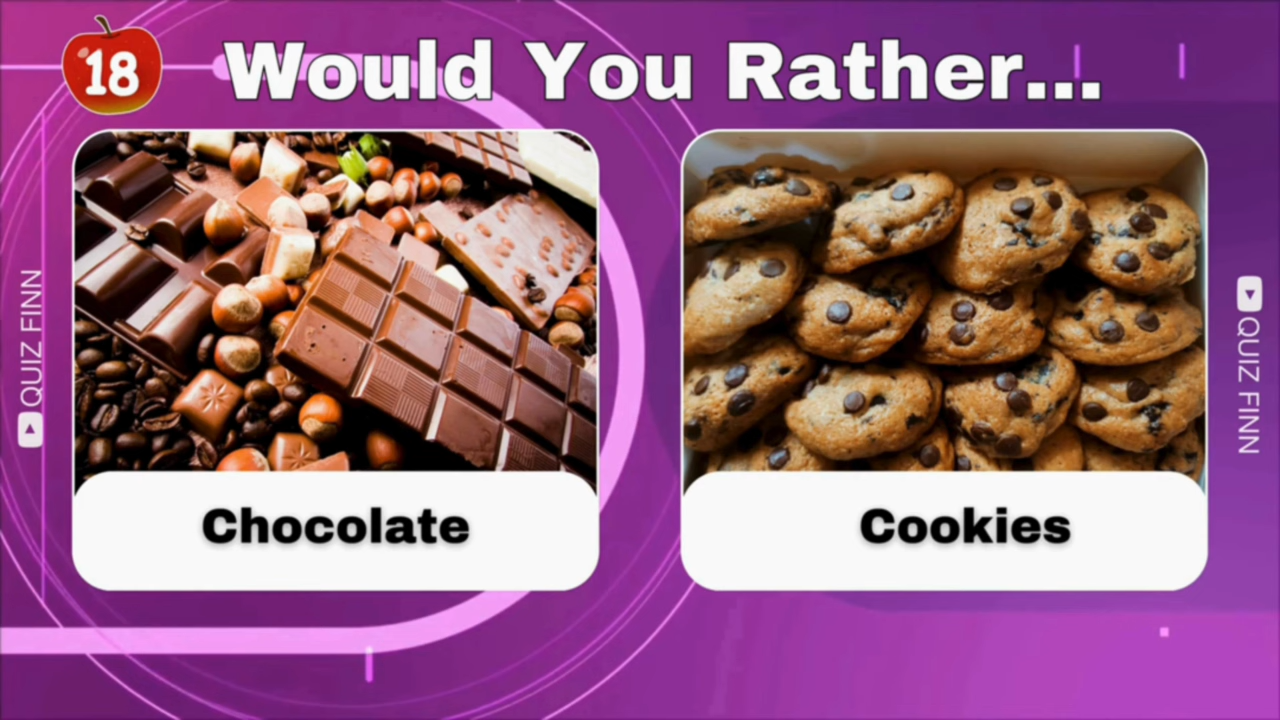 18
Would You Rather...
QUIZ FINN
QUIZ FINN
Chocolate
Cookies